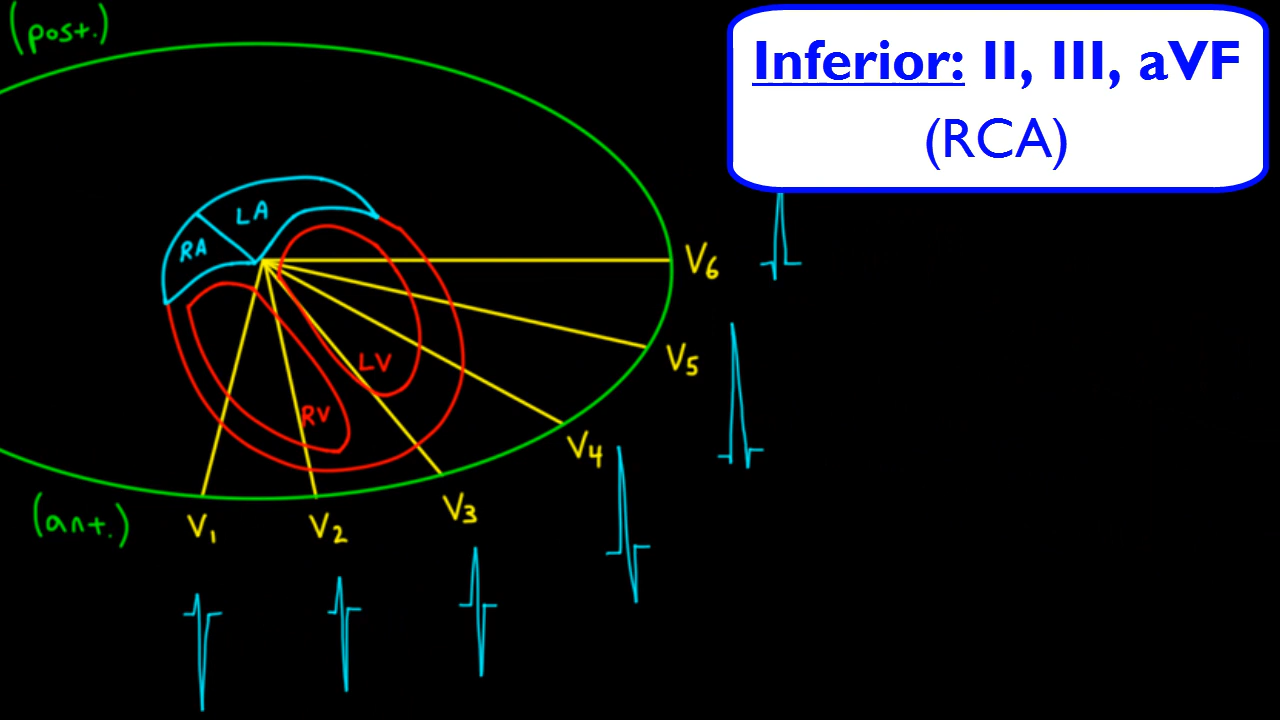 (post.)
Inferior: II, III, aVF
(RCA)
LA
RA
V6
LV
V5
RV
V4
V3
(ant.)
V1
V2